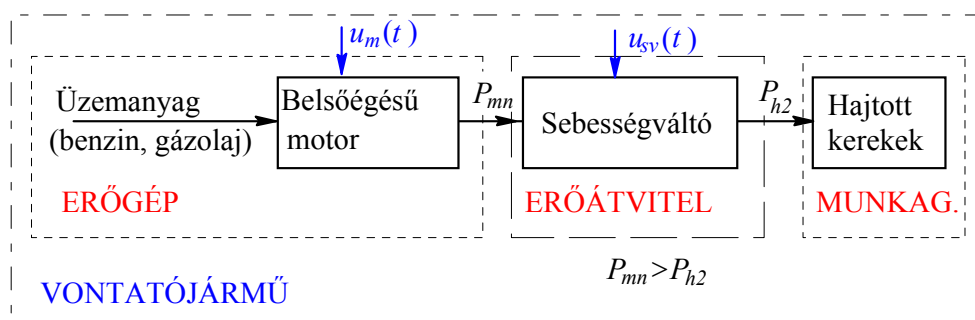 u_m(t)
u_sv(t)
Üzemanyag
(benzin, gázolaj)
Belsőégésű
motor
P_mn
Sebességváltó
P_h2
Hajtott
kerekek
ERŐGÉP
ERŐÁTVITEL
MUNKAG.
P_mn>P_h2
VONTATÓJÁRMŰ